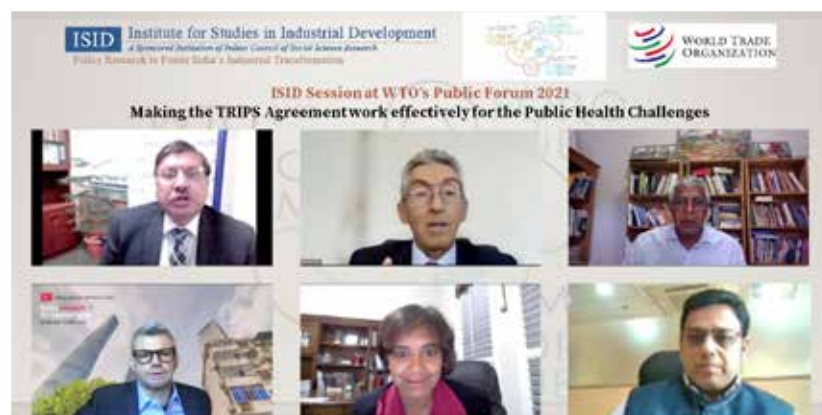 ISID
Institute for Studies in Industrial Development
A Sponsored Institution of Indian Council of Social Science Research
Policy Research to Foster India's Industrial Transformation
WORLD TRADE
ORGANIZATION
ISID Session at WTO's Public Forum 2021
Making the TRIPS Agreement work effectively for the Public Health Challenges